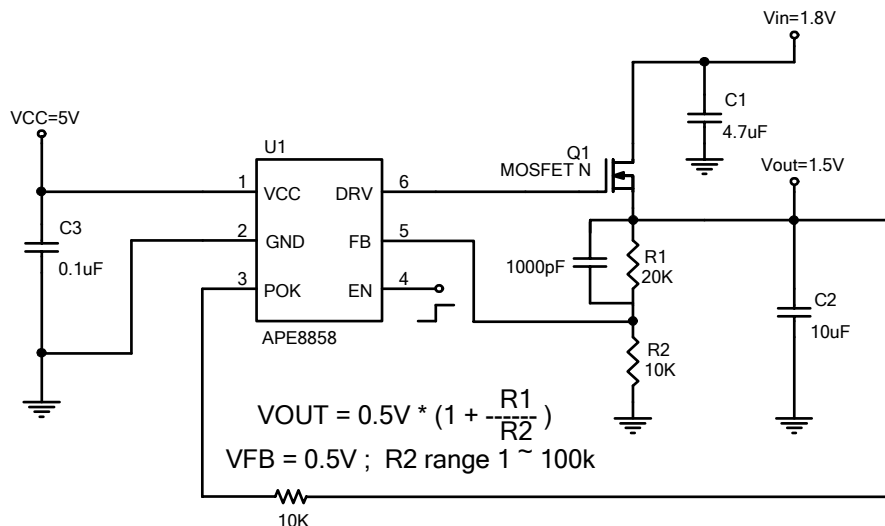 Vin=1.8V
VCC=5V
C1
4.7uF
U1
Q1
MOSFET N
Vout=1.5V
1
VCC
DRV
6
C3
0.1uF
2
GND
FB
5
1000pF
R1
20K
3
POK
EN
4
C2
10uF
APE8858
R2
10K
VOUT = 0.5V * (1 + R1/R2)
VFB = 0.5V ; R2 range 1 ~ 100k
10K